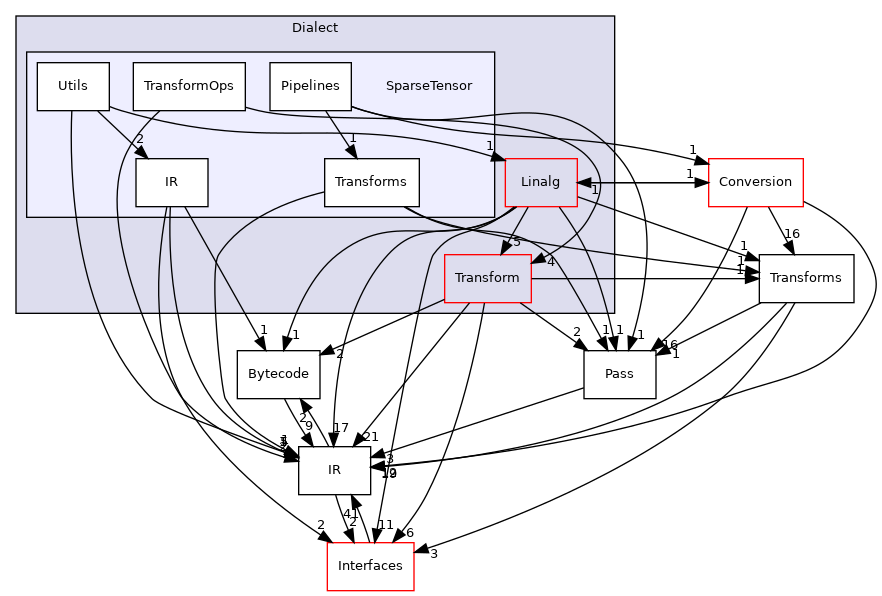 Dialect
Utils
TransformOps
Pipelines
SparseTensor
2
1
1
1
IR
Transforms
Linalg
1
1
Conversion
5
4
1
1
1
16
Transform
Transforms
1
1
2
2
1
1
1
16
1
Bytecode
Pass
2
9
17
21
3
IR
2
41
2
11
6
3
Interfaces